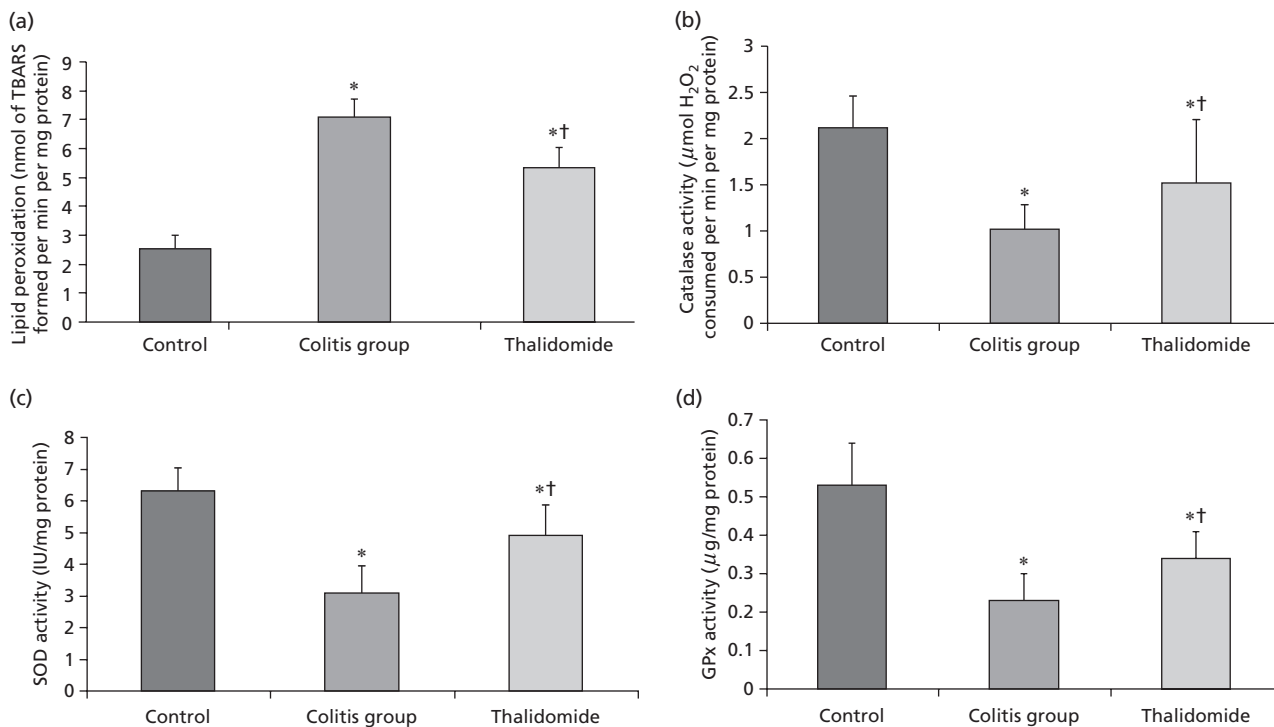 (a)
Lipid peroxidation (nmol of TBARS
formed per min per mg protein)
9
8
7
6
5
4
3
2
1
0
*
*†
Control
Colitis group
Thalidomide
(b)
Catalase activity (μmol H₂O₂
consumed per min per mg protein)
3
2.5
2
1.5
1
0.5
0
*
*†
Control
Colitis group
Thalidomide
(c)
SOD activity (IU/mg protein)
8
7
6
5
4
3
2
1
0
*
*†
Control
Colitis group
Thalidomide
(d)
GPx activity (μg/mg protein)
0.7
0.6
0.5
0.4
0.3
0.2
0.1
0
*
*†
Control
Colitis group
Thalidomide